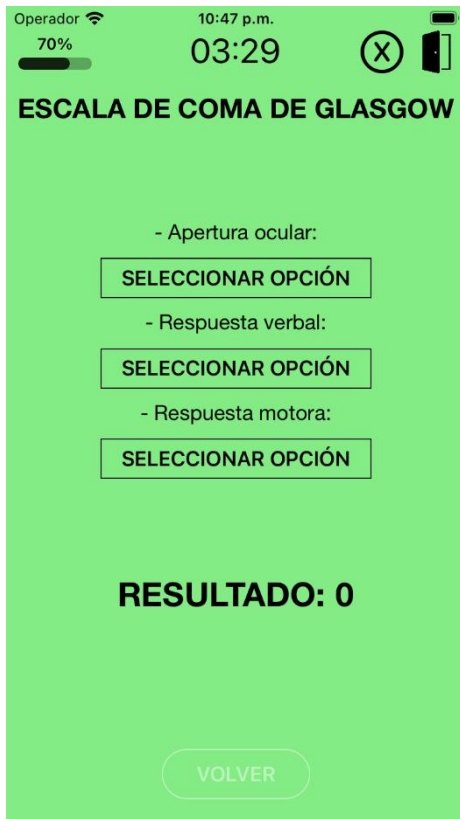 Operador
10:47 p.m.
70%
03:29
X
ESCALA DE COMA DE GLASGOW
- Apertura ocular:
SELECCIONAR OPCIÓN
- Respuesta verbal:
SELECCIONAR OPCIÓN
- Respuesta motora:
SELECCIONAR OPCIÓN
RESULTADO: 0
VOLVER